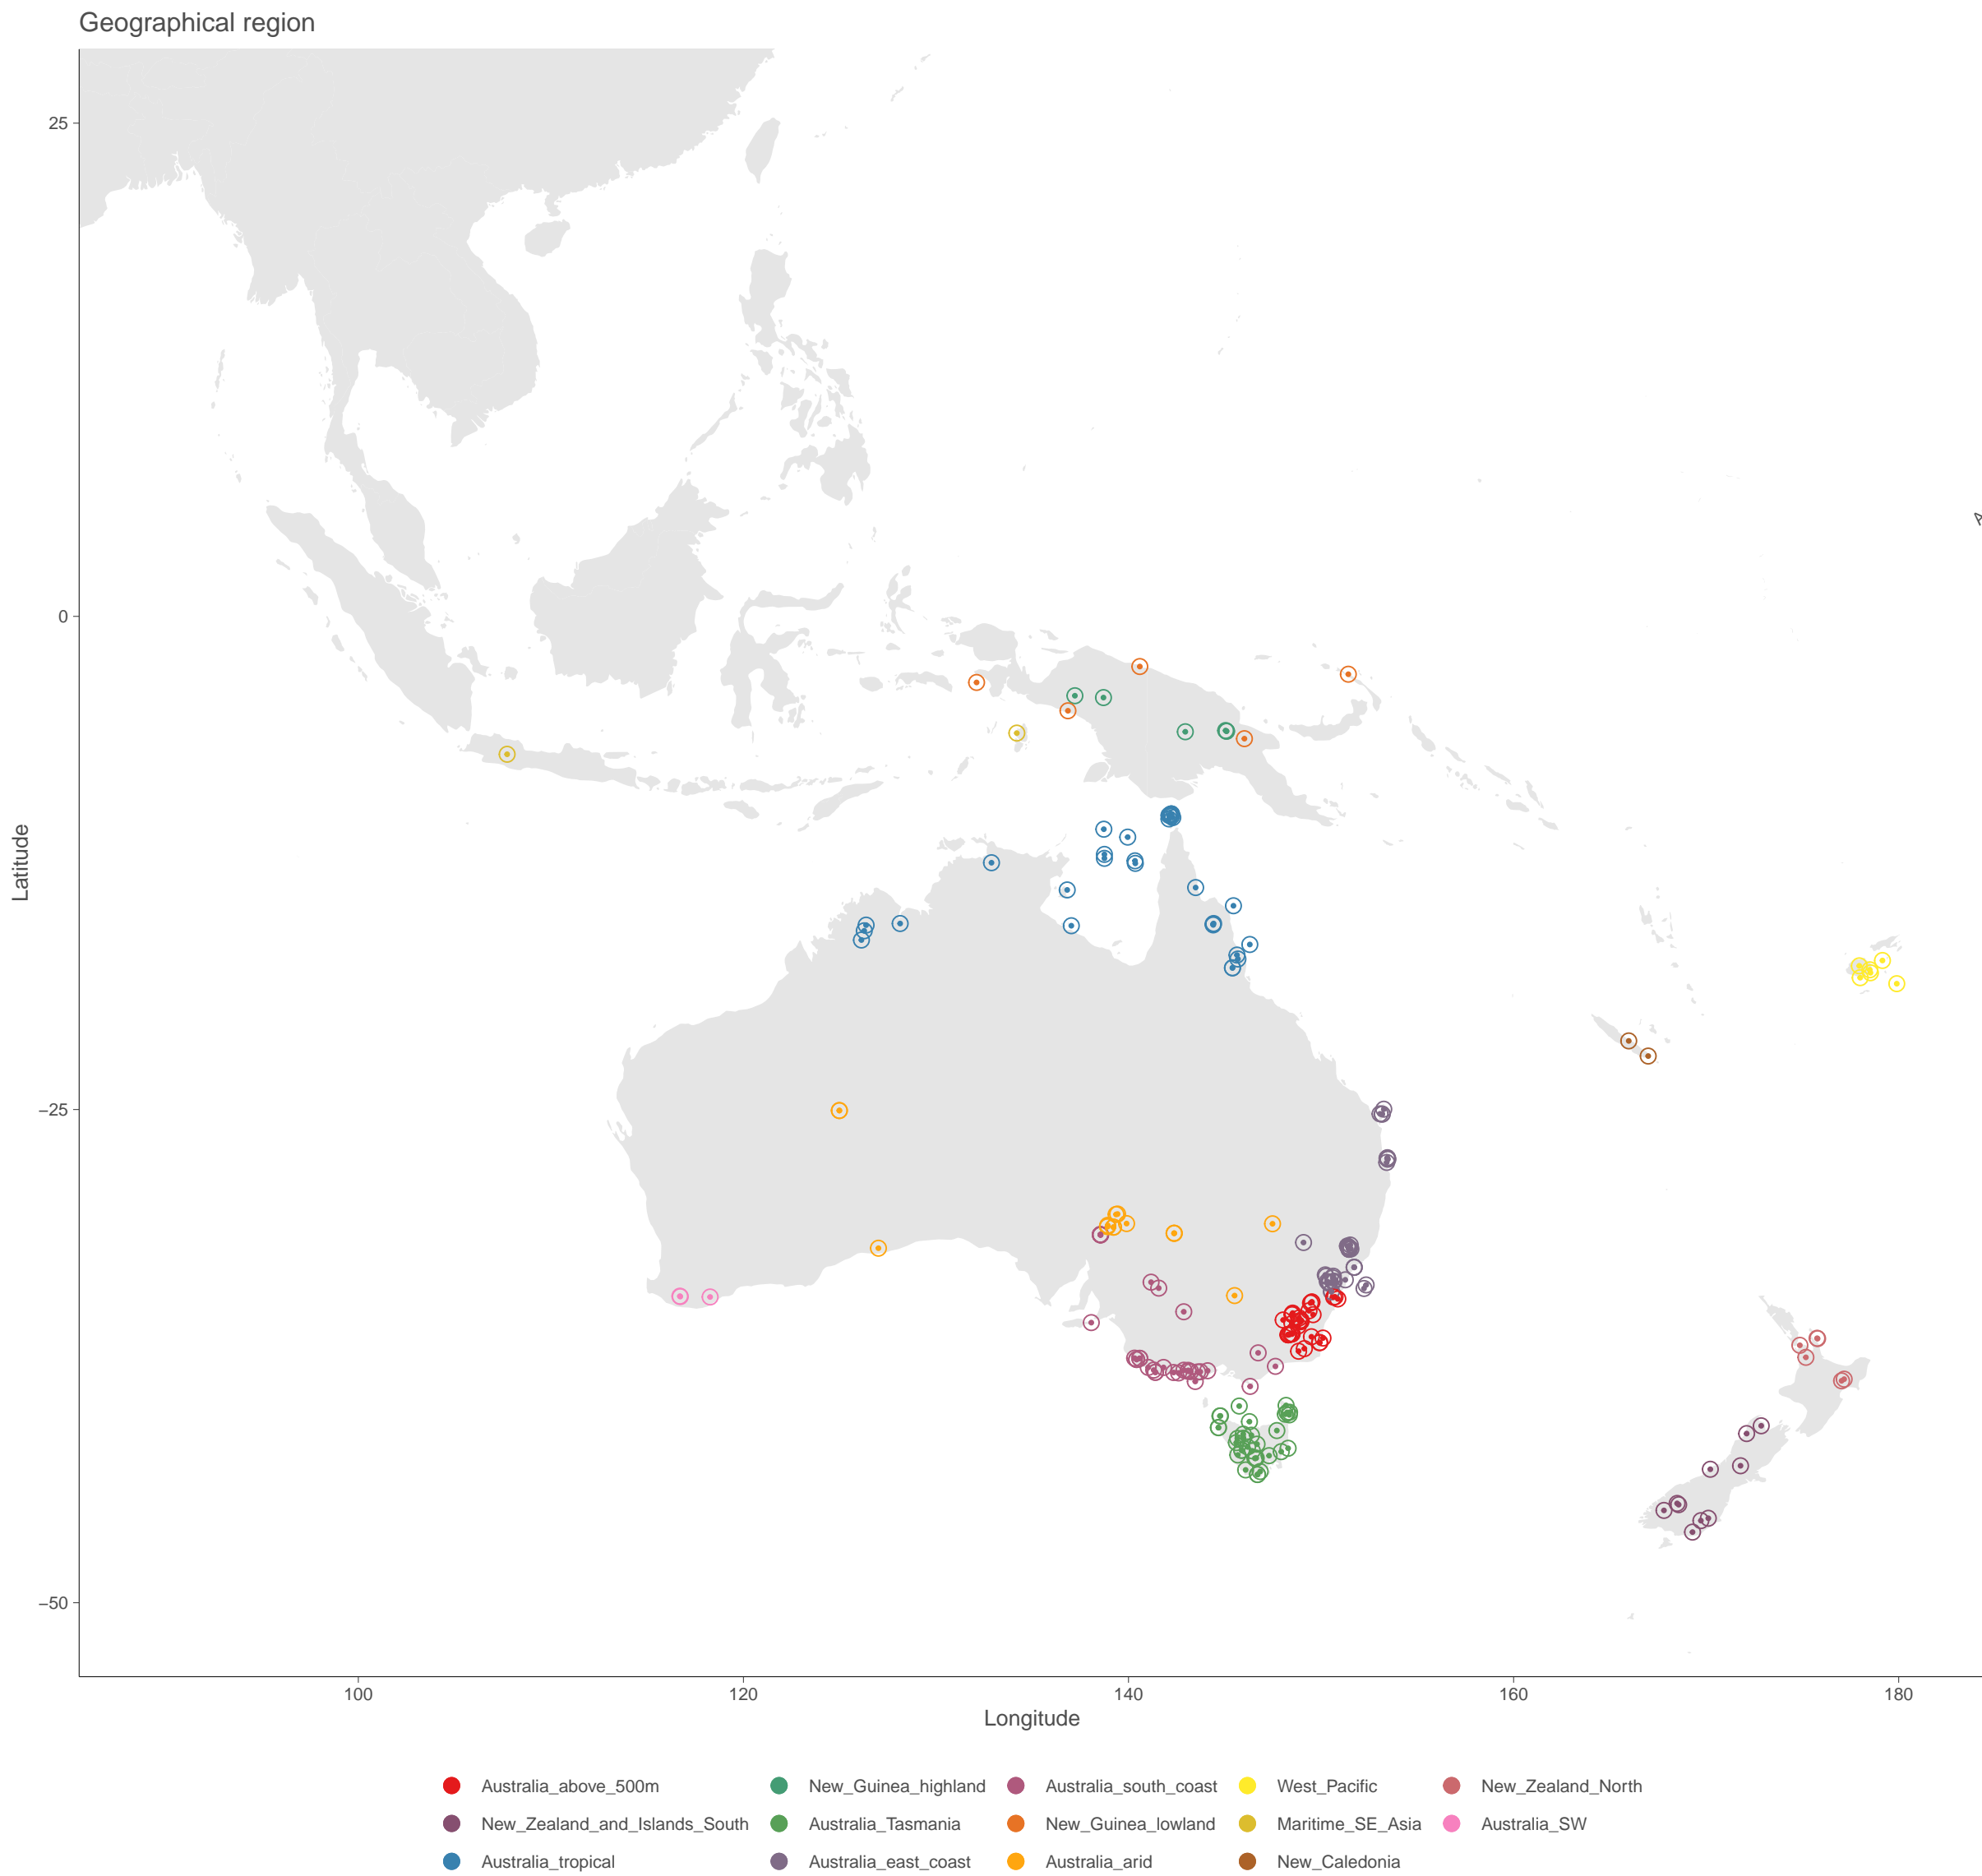 Geographical region
25
0
−25
−50
Latitude
A
100 120 140 160 180
Longitude
Australia_above_500m New_Guinea_highland Australia_south_coast West_Pacific New_Zealand_North
New_Zealand_and_Islands_South Australia_Tasmania New_Guinea_lowland Maritime_SE_Asia Australia_SW
Australia_tropical Australia_east_coast Australia_arid New_Caledonia